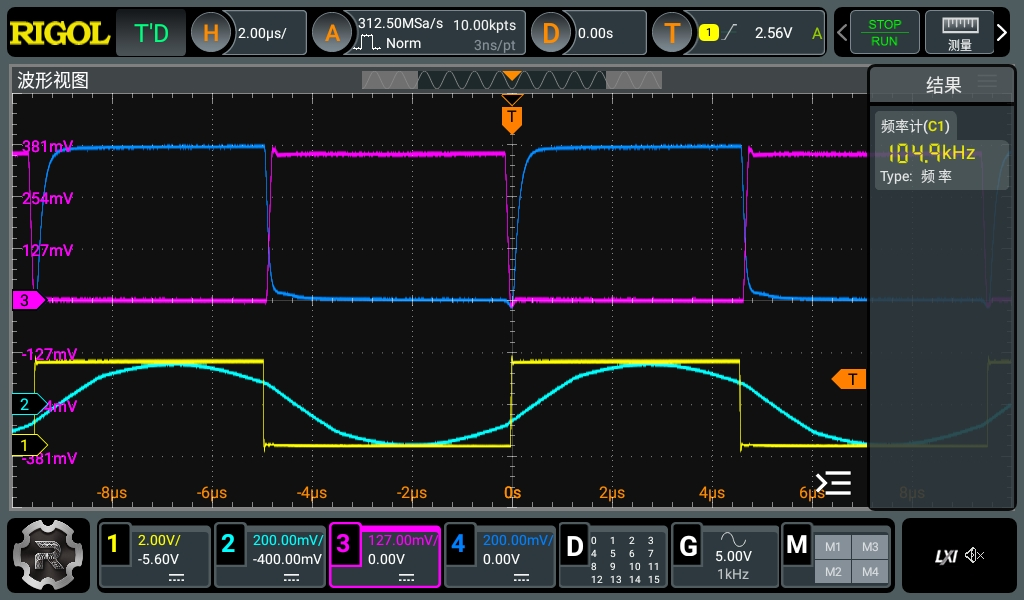 RIGOL T'D H 2.00µs/ A 312.50MSa/s 10.00kpts D 0.00s T 1 2.56V A STOP
Norm 3ns/pt RUN 测量
波形视图 结果
T
频率计(C1)
104.9kHz
Type: 频率
381mV
254mV
127mV
3
-127mV
T
2 4mV
1
-381mV
-8µs -6µs -4µs -2µs 0s 2µs 4µs 6µs 8µs
1 2.00V/ 2 200.00mV/ 3 127.00mV/ 4 200.00mV/ D 0 1 2 3 G 5.00V M M1 M3
-5.60V -400.00mV 0.00V 0.00V 4 5 6 7 1kHz M2 M4
8 9 10 11
12 13 14 15
R
LXI